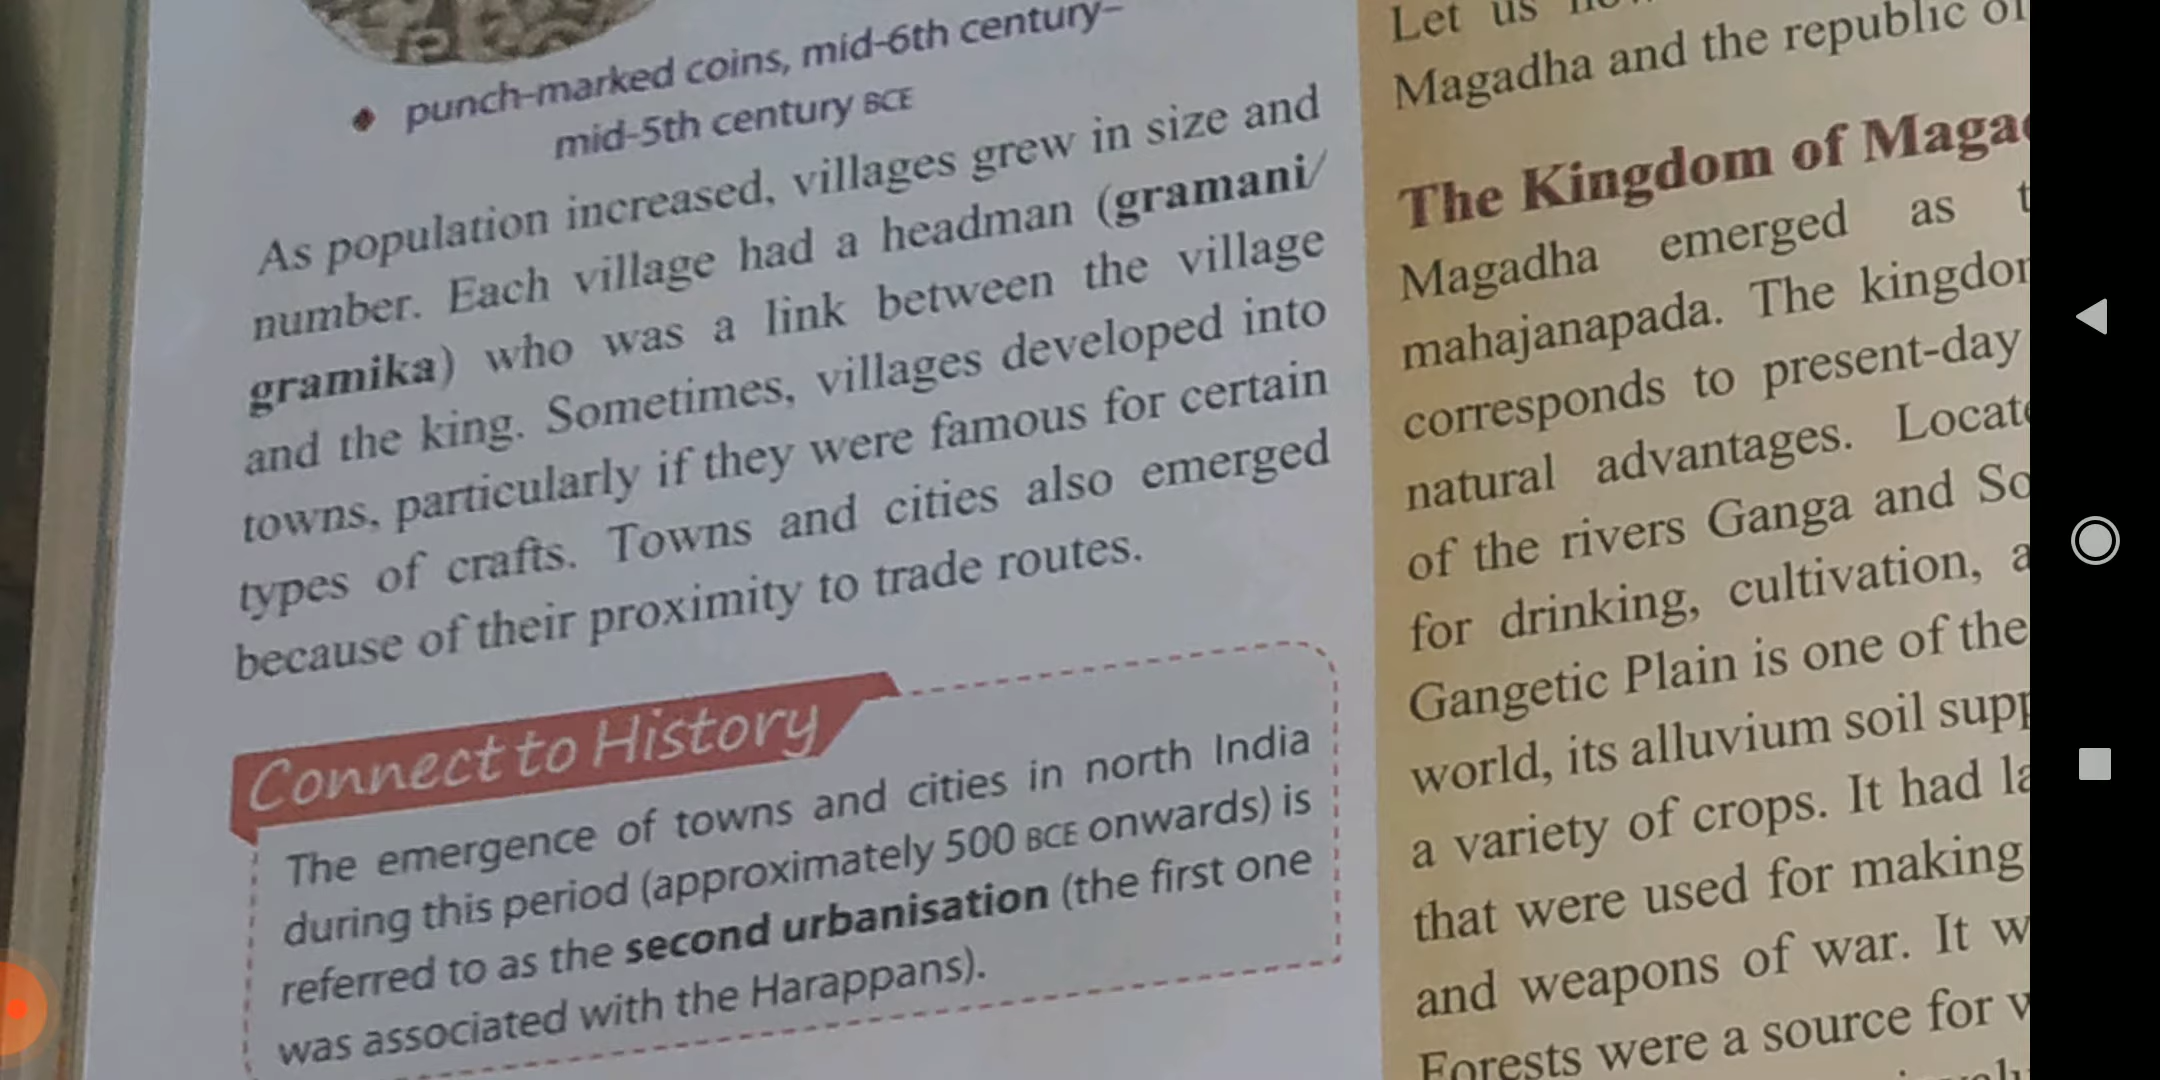 punch-marked coins, mid-6th century–
mid-5th century BCE
As population increased, villages grew in size and
number. Each village had a headman (gramani/
gramika) who was a link between the village
and the king. Sometimes, villages developed into
towns, particularly if they were famous for certain
types of crafts. Towns and cities also emerged
because of their proximity to trade routes.
Connect to History
The emergence of towns and cities in north India
during this period (approximately 500 BCE onwards) is
referred to as the second urbanisation (the first one
was associated with the Harappans).
Let us
Magadha and the republic of
The Kingdom of
Magadha emerged as
mahajanapada. The
corresponds to present-day
natural advantages.
of the rivers Ganga and
for drinking, cultivation,
Gangetic Plain is one of the
world, its alluvium soil
a variety of crops. It had
that were used for making
and weapons of war. It
Forests were a source for